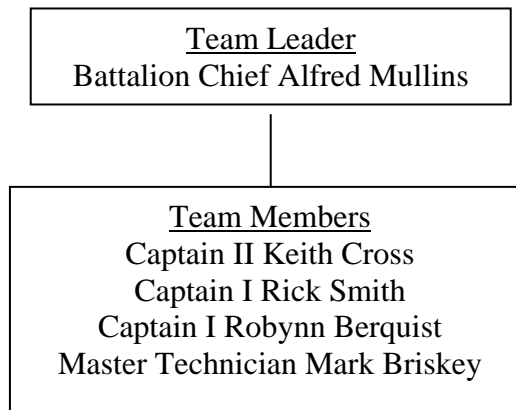 Team Leader
Battalion Chief Alfred Mullins
Team Members
Captain II Keith Cross
Captain I Rick Smith
Captain I Robynn Berquist
Master Technician Mark Briskey